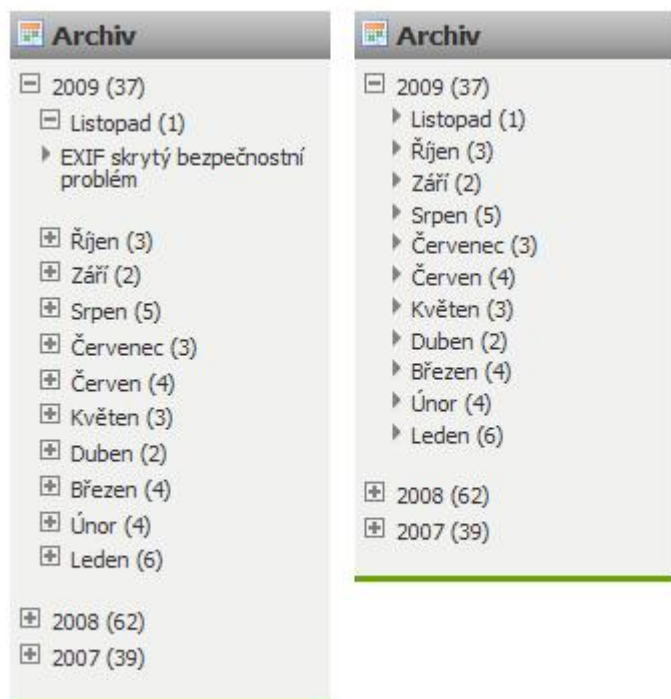 Archiv
2009 (37)
Listopad (1)
EXIF skrytý bezpečnostní
problém
Říjen (3)
Září (2)
Srpen (5)
Červenec (3)
Červen (4)
Květen (3)
Duben (2)
Březen (4)
Únor (4)
Leden (6)
2008 (62)
2007 (39)
Archiv
2009 (37)
Listopad (1)
Říjen (3)
Září (2)
Srpen (5)
Červenec (3)
Červen (4)
Květen (3)
Duben (2)
Březen (4)
Únor (4)
Leden (6)
2008 (62)
2007 (39)